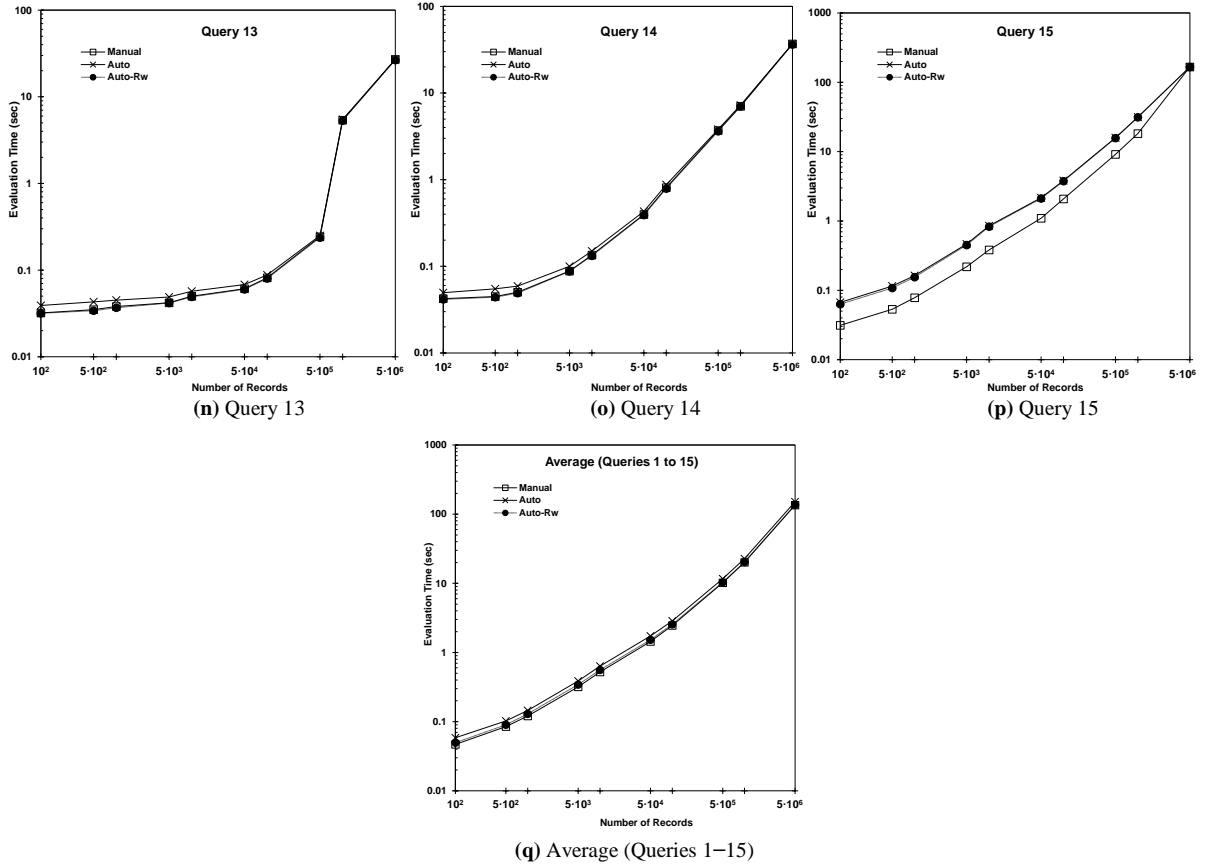 Query 13
Manual
Auto
Auto-Rw
Evaluation Time (sec)
100
10
1
0.1
0.01
10² 5·10² 5·10³ 5·10⁴ 5·10⁵ 5·10⁶
Number of Records
(n) Query 13
Query 14
Manual
Auto
Auto-Rw
Evaluation Time (sec)
100
10
1
0.1
0.01
10² 5·10² 5·10³ 5·10⁴ 5·10⁵ 5·10⁶
Number of Records
(o) Query 14
Query 15
Manual
Auto
Auto-Rw
Evaluation Time (sec)
1000
100
10
1
0.1
0.01
10² 5·10² 5·10³ 5·10⁴ 5·10⁵ 5·10⁶
Number of Records
(p) Query 15
Average (Queries 1 to 15)
Manual
Auto
Auto-Rw
Evaluation Time (sec)
1000
100
10
1
0.1
0.01
10² 5·10² 5·10³ 5·10⁴ 5·10⁵ 5·10⁶
Number of Records
(q) Average (Queries 1–15)